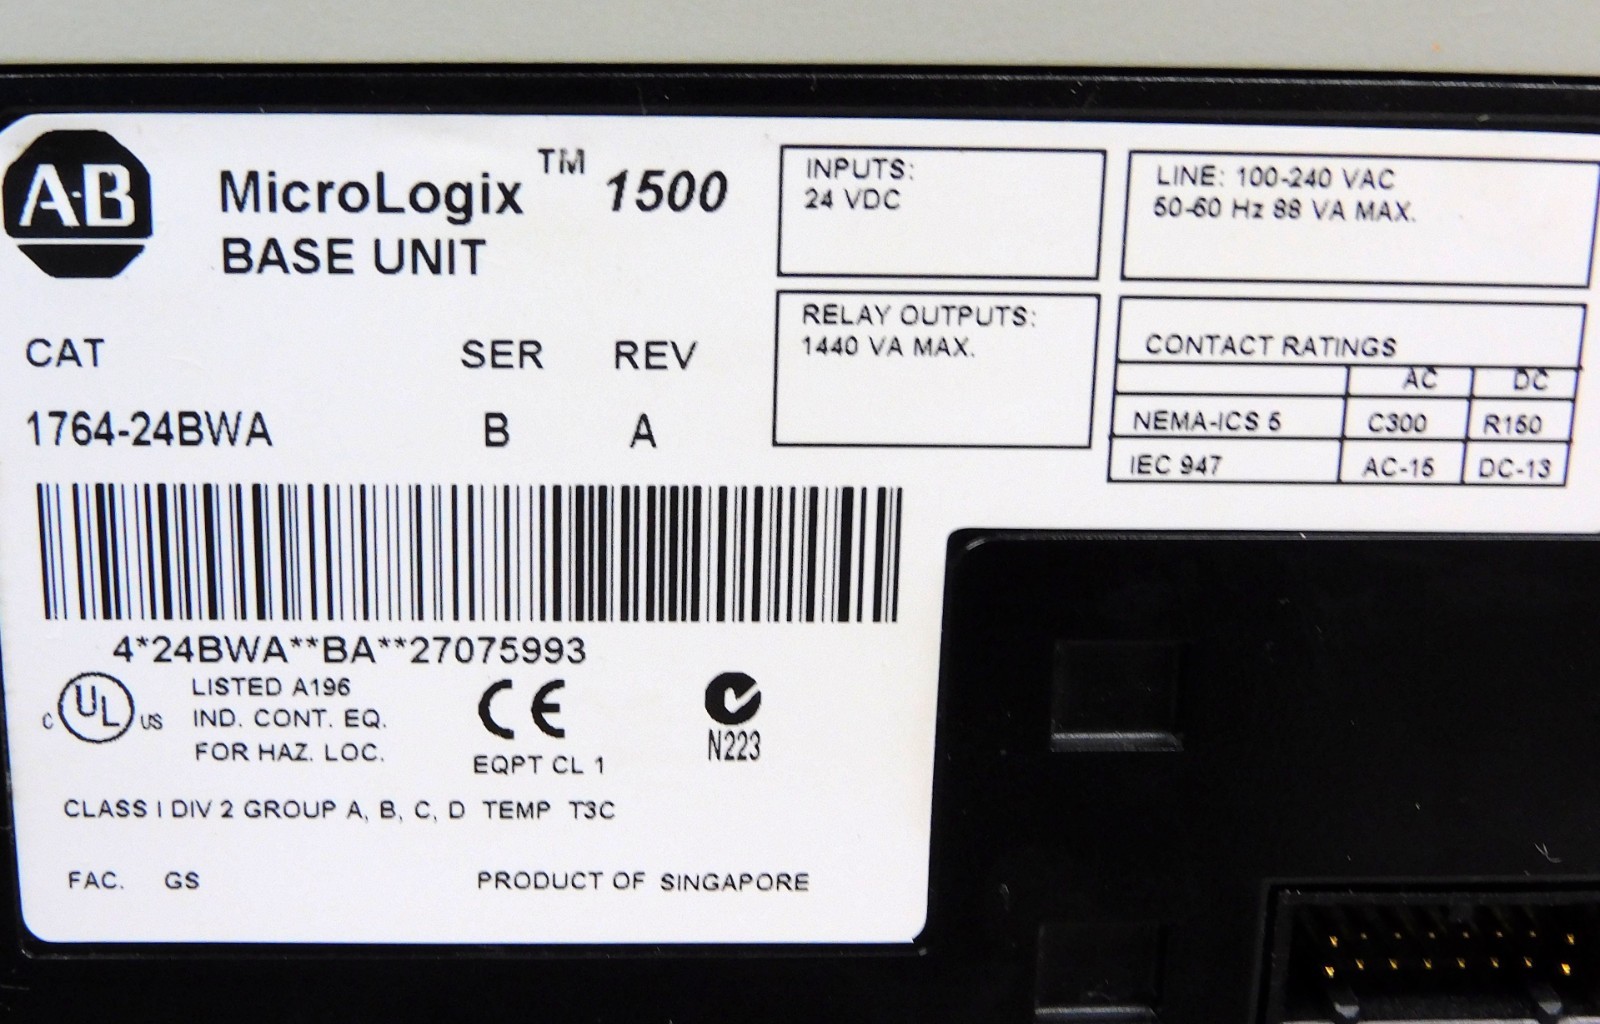 A-B
MicroLogix™ 1500
BASE UNIT
CAT SER REV
1764-24BWA B A
4*24BWA**BA**27075993
C UL US
LISTED A196
IND. CONT. EQ.
FOR HAZ. LOC.
CE
EQPT CL 1
N223
CLASS I DIV 2 GROUP A, B, C, D TEMP T3C
FAC. GS PRODUCT OF SINGAPORE
INPUTS:
24 VDC
LINE: 100-240 VAC
50-60 Hz 88 VA MAX.
RELAY OUTPUTS:
1440 VA MAX.
CONTACT RATINGS
AC DC
NEMA-ICS 5 C300 R150
IEC 947 AC-15 DC-13